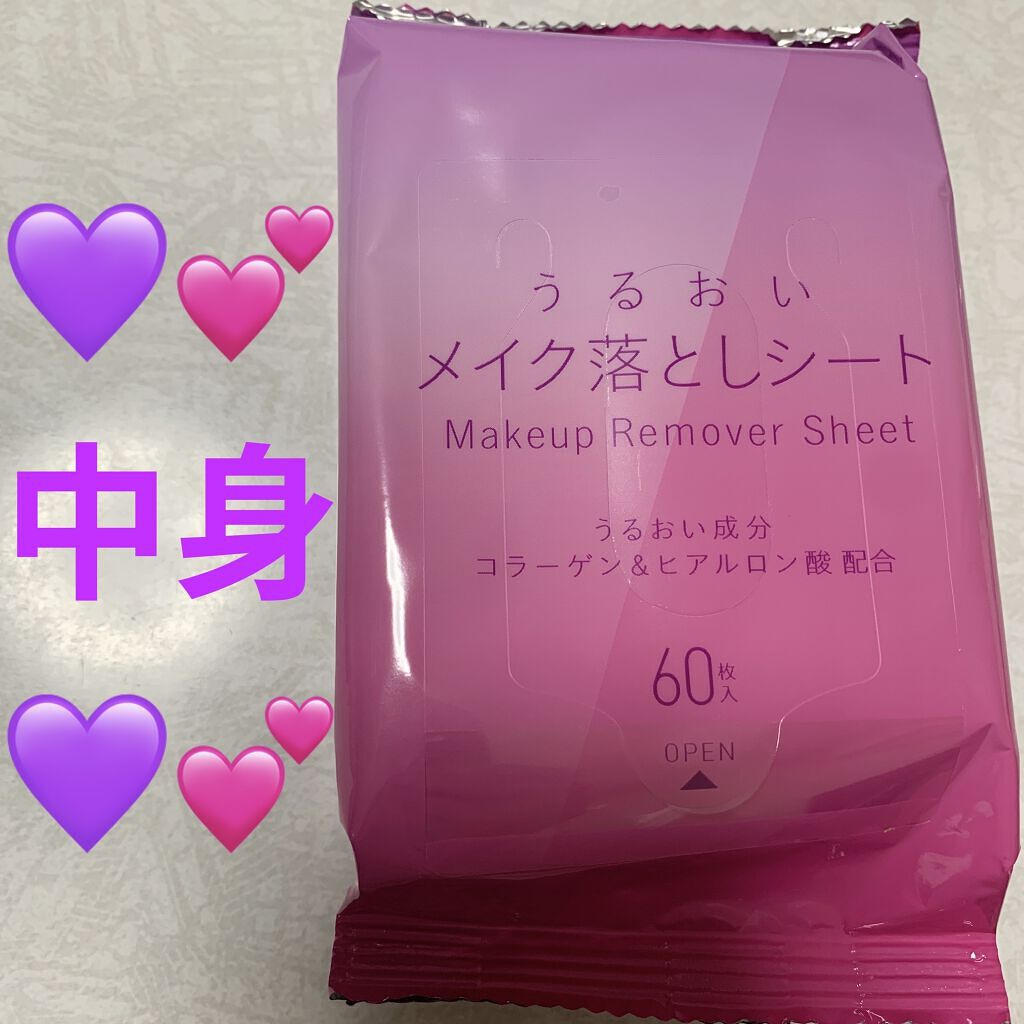 中身
うるおい
メイク落としシート
Makeup Remover Sheet
うるおい成分
コラーゲン&ヒアルロン酸 配合
60枚入
OPEN